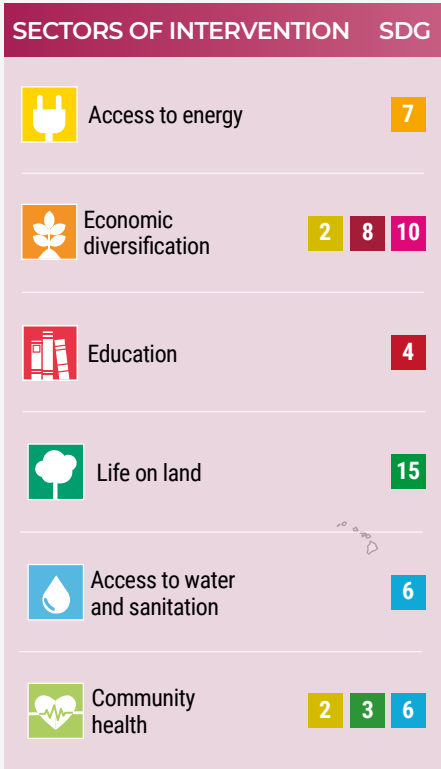 SECTORS OF INTERVENTION SDG
Access to energy 7
Economic
diversification 2 8 10
Education 4
Life on land 15
Access to water
and sanitation 6
Community
health 2 3 6